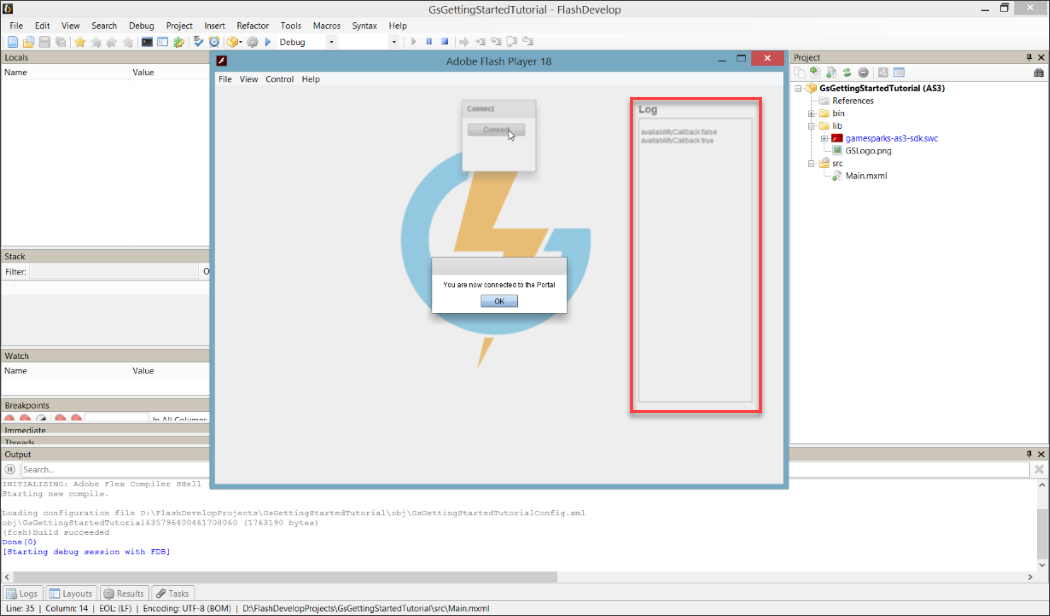 GsGettingStartedTutorial - FlashDevelop
File Edit View Search Debug Project Insert Refactor Tools Macros Syntax Help
Debug
Locals
Name Value
Adobe Flash Player 18
File View Control Help
Connect
Connect
Log
availabilityCallback false
availabilityCallback true
You are now connected to the Portal
OK
Project
GsGettingStartedTutorial (AS3)
References
bin
lib
gamesparks-as3-sdk.swc
GSLogo.png
src
Main.mxml
Stack
Filter:
Watch
Name Value
Breakpoints
In All Columns
Immediate
Threads
Output
Search...
INITIALIZING: Adobe Flex Compiler SHell
Starting new compile.
Loading configuration file D:\FlashDevelopProjects\GsGettingStartedTutorial\obj\GsGettingStartedTutorialConfig.xml
obj\GsGettingStartedTutorial635796400461709060 (1763190 bytes)
(fcsh)Build succeeded
Done(0)
[Starting debug session with FDB]
Logs Layouts Results Tasks
Line: 35 | Column: 14 | EOL: (LF) | Encoding: UTF-8 (BOM) | D:\FlashDevelopProjects\GsGettingStartedTutorial\src\Main.mxml